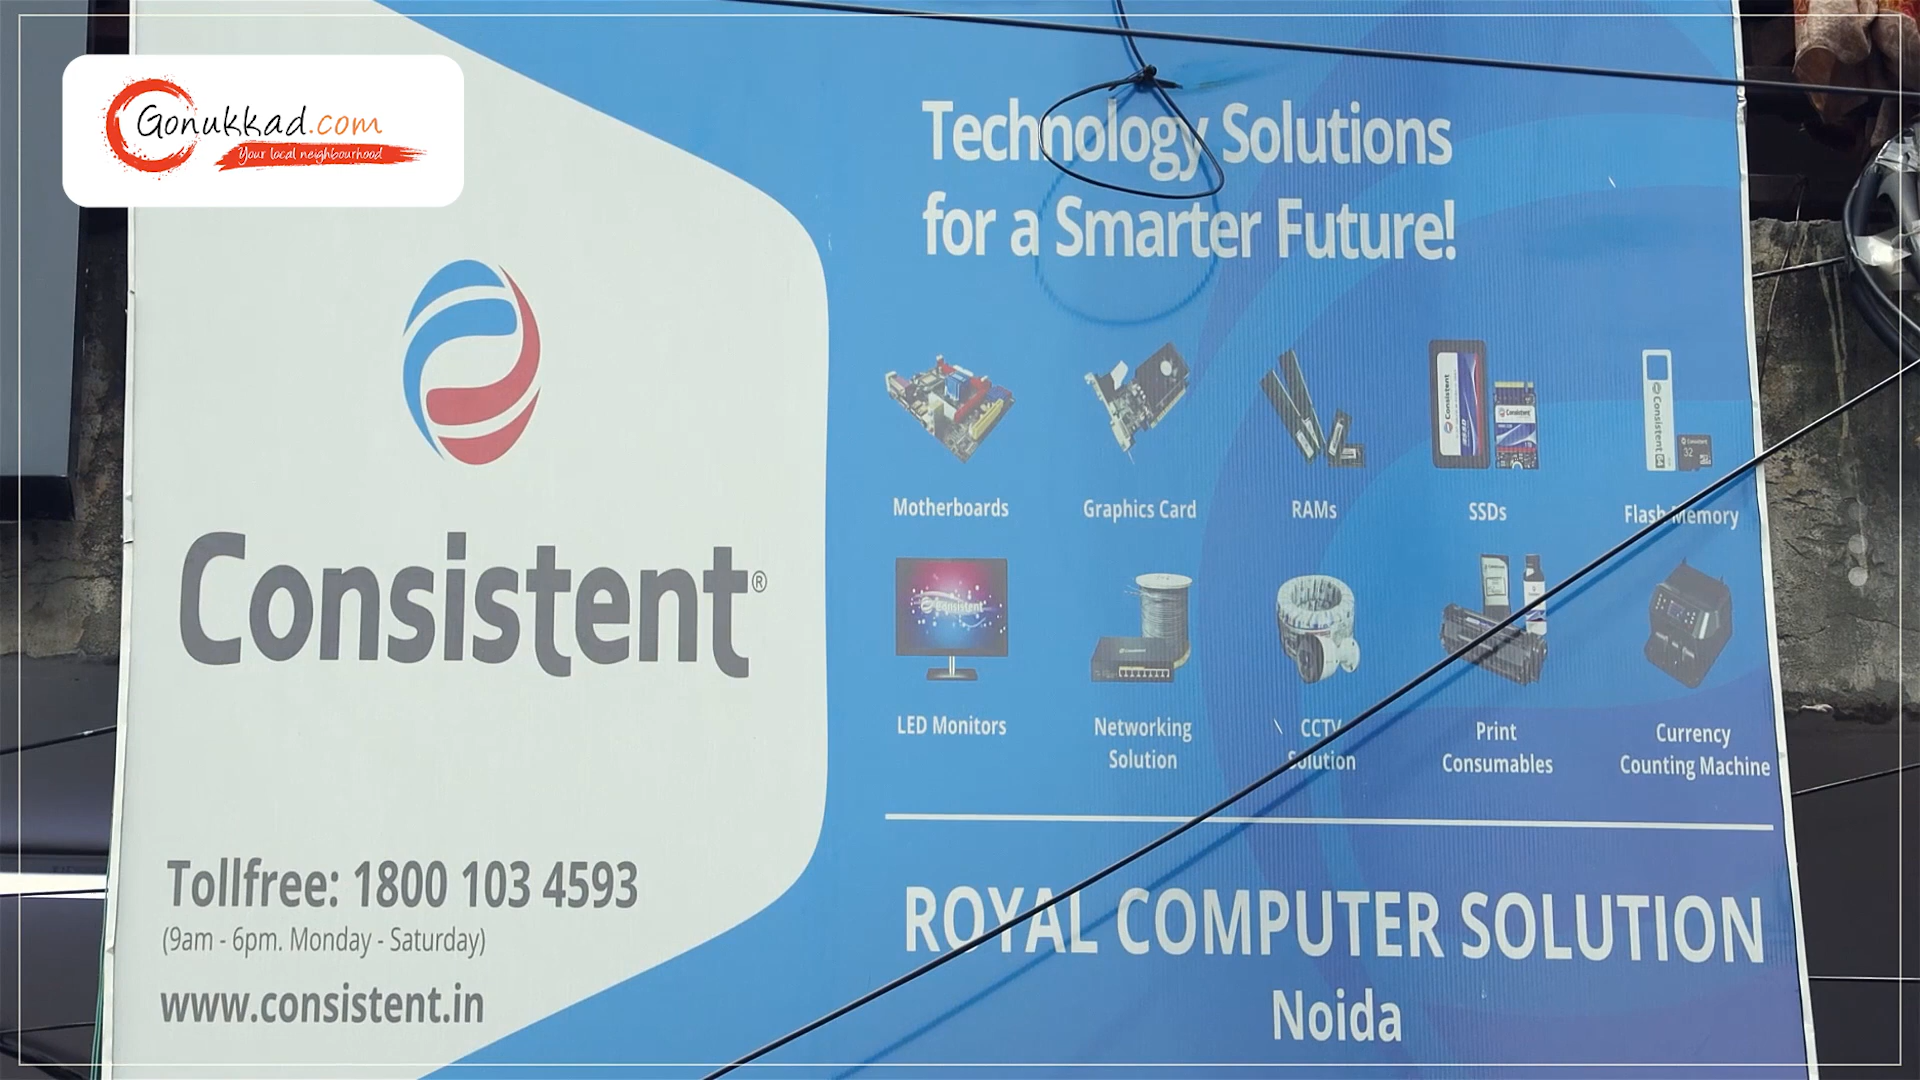 Gonukkad.com
Your local neighbourhood
Technology Solutions
for a Smarter Future!
Consistent®
Motherboards
Graphics Card
RAMs
SSDs
Flash Memory
LED Monitors
Networking
Solution
CCTV
Solution
Print
Consumables
Currency
Counting Machine
Tollfree: 1800 103 4593
(9am - 6pm. Monday - Saturday)
www.consistent.in
ROYAL COMPUTER SOLUTION
Noida